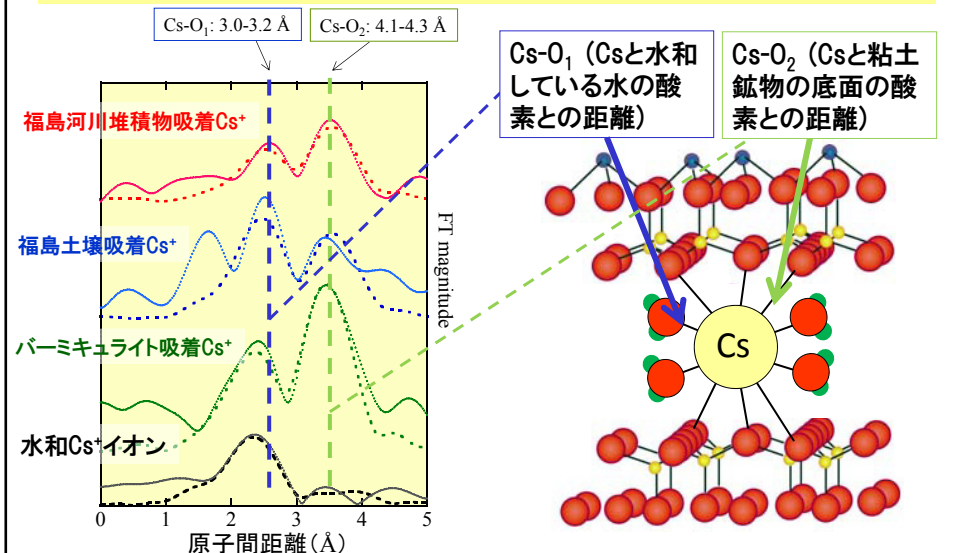 Cs-O₁: 3.0-3.2 Å
Cs-O₂: 4.1-4.3 Å
Cs-O₁ (Csと水和
している水の酸
素との距離)
Cs-O₂ (Csと粘土
鉱物の底面の酸
素との距離)
福島河川堆積物吸着Cs⁺
福島土壌吸着Cs⁺
バーミキュライト吸着Cs⁺
水和Cs⁺イオン
FT magnitude
0 1 2 3 4 5
原子間距離(Å)
Cs